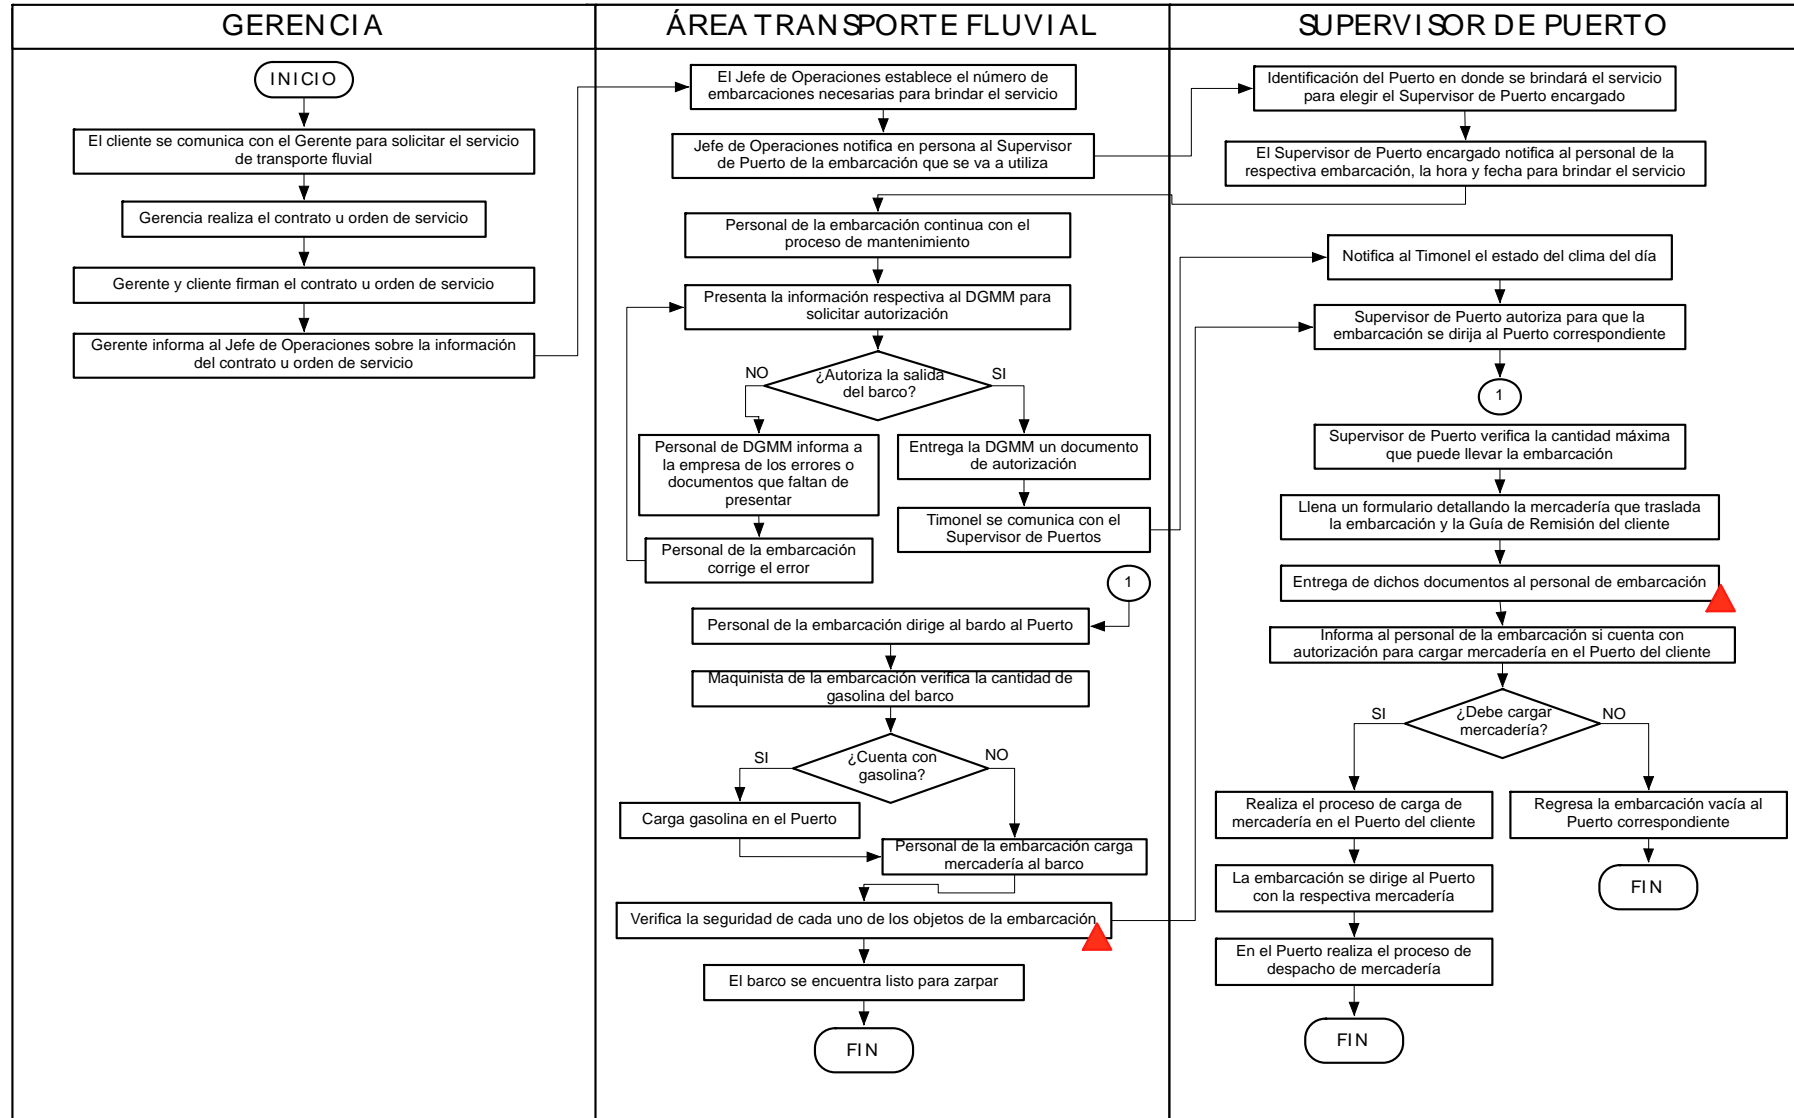 GERENCIA
ÁREA TRANSPORTE FLUVIAL
SUPERVISOR DE PUERTO
INICIO
El cliente se comunica con el Gerente para solicitar el servicio
de transporte fluvial
Gerencia realiza el contrato u orden de servicio
Gerente y cliente firman el contrato u orden de servicio
Gerente informa al Jefe de Operaciones sobre la información
del contrato u orden de servicio
El Jefe de Operaciones establece el número de
embarcaciones necesarias para brindar el servicio
Jefe de Operaciones notifica en persona al Supervisor
de Puerto de la embarcación que se va a utiliza
Personal de la embarcación continua con el
proceso de mantenimiento
Presenta la información respectiva al DGMM para
solicitar autorización
¿Autoriza la salida
del barco?
NO
SI
Personal de DGMM informa a
la empresa de los errores o
documentos que faltan de
presentar
Personal de la embarcación
corrige el error
Entrega la DGMM un documento
de autorización
Timonel se comunica con el
Supervisor de Puertos
1
Personal de la embarcación dirige al bardo al Puerto
Maquinista de la embarcación verifica la cantidad de
gasolina del barco
¿Cuenta con
gasolina?
SI
NO
Carga gasolina en el Puerto
Personal de la embarcación carga
mercadería al barco
Verifica la seguridad de cada uno de los objetos de la embarcación
El barco se encuentra listo para zarpar
FIN
Identificación del Puerto en donde se brindará el servicio
para elegir el Supervisor de Puerto encargado
El Supervisor de Puerto encargado notifica al personal de la
respectiva embarcación, la hora y fecha para brindar el servicio
Notifica al Timonel el estado del clima del día
Supervisor de Puerto autoriza para que la
embarcación se dirija al Puerto correspondiente
1
Supervisor de Puerto verifica la cantidad máxima
que puede llevar la embarcación
Llena un formulario detallando la mercadería que traslada
la embarcación y la Guía de Remisión del cliente
Entrega de dichos documentos al personal de embarcación
Informa al personal de la embarcación si cuenta con
autorización para cargar mercadería en el Puerto del cliente
¿Debe cargar
mercadería?
SI
NO
Realiza el proceso de carga de
mercadería en el Puerto del cliente
La embarcación se dirige al Puerto
con la respectiva mercadería
En el Puerto realiza el proceso de
despacho de mercadería
FIN
Regresa la embarcación vacía al
Puerto correspondiente
FIN